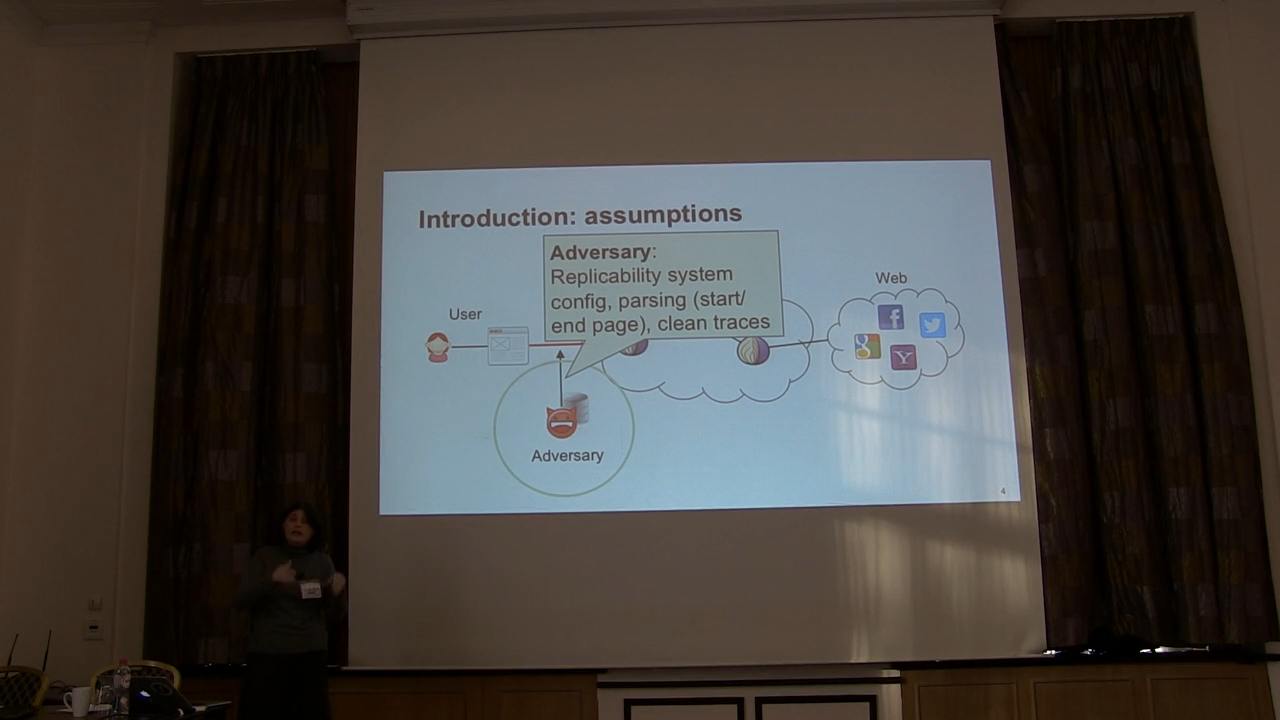 Introduction: assumptions
Adversary:
Replicability system
config, parsing (start/
end page), clean traces
Web
User
Adversary
4